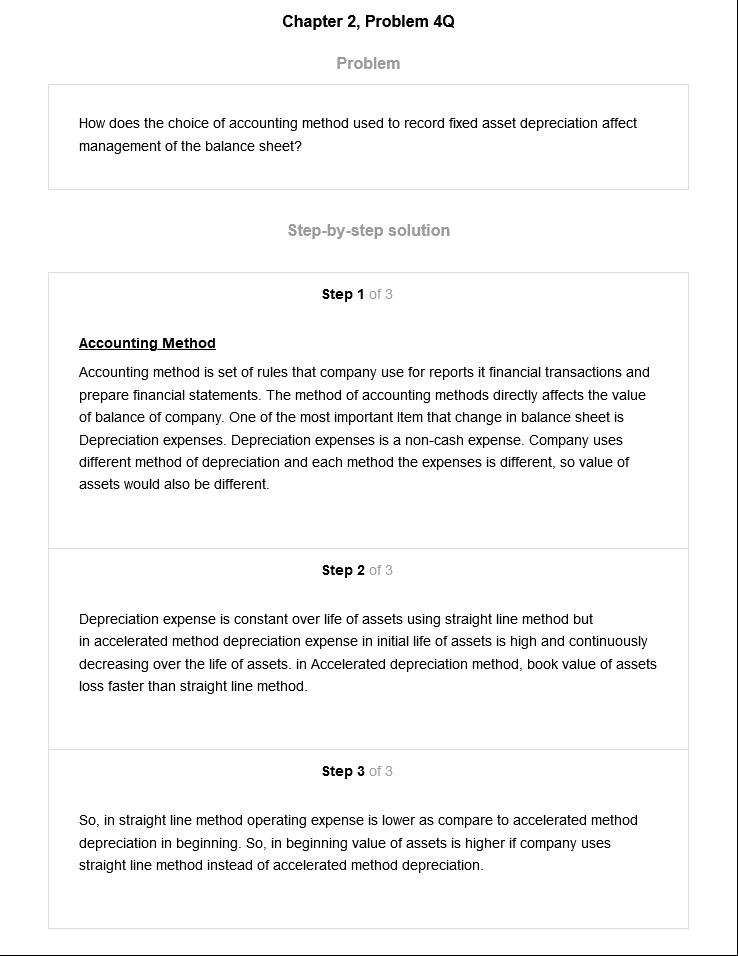 Chapter 2, Problem 4Q
Problem
How does the choice of accounting method used to record fixed asset depreciation affect
management of the balance sheet?
Step-by-step solution
Step 1 of 3
Accounting Method
Accounting method is set of rules that company use for reports it financial transactions and
prepare financial statements. The method of accounting methods directly affects the value
of balance of company. One of the most important Item that change in balance sheet is
Depreciation expenses. Depreciation expenses is a non-cash expense. Company uses
different method of depreciation and each method the expenses is different, so value of
assets would also be different.
Step 2 of 3
Depreciation expense is constant over life of assets using straight line method but
in accelerated method depreciation expense in initial life of assets is high and continuously
decreasing over the life of assets. in Accelerated depreciation method, book value of assets
loss faster than straight line method.
Step 3 of 3
So, in straight line method operating expense is lower as compare to accelerated method
depreciation in beginning. So, in beginning value of assets is higher if company uses
straight line method instead of accelerated method depreciation.